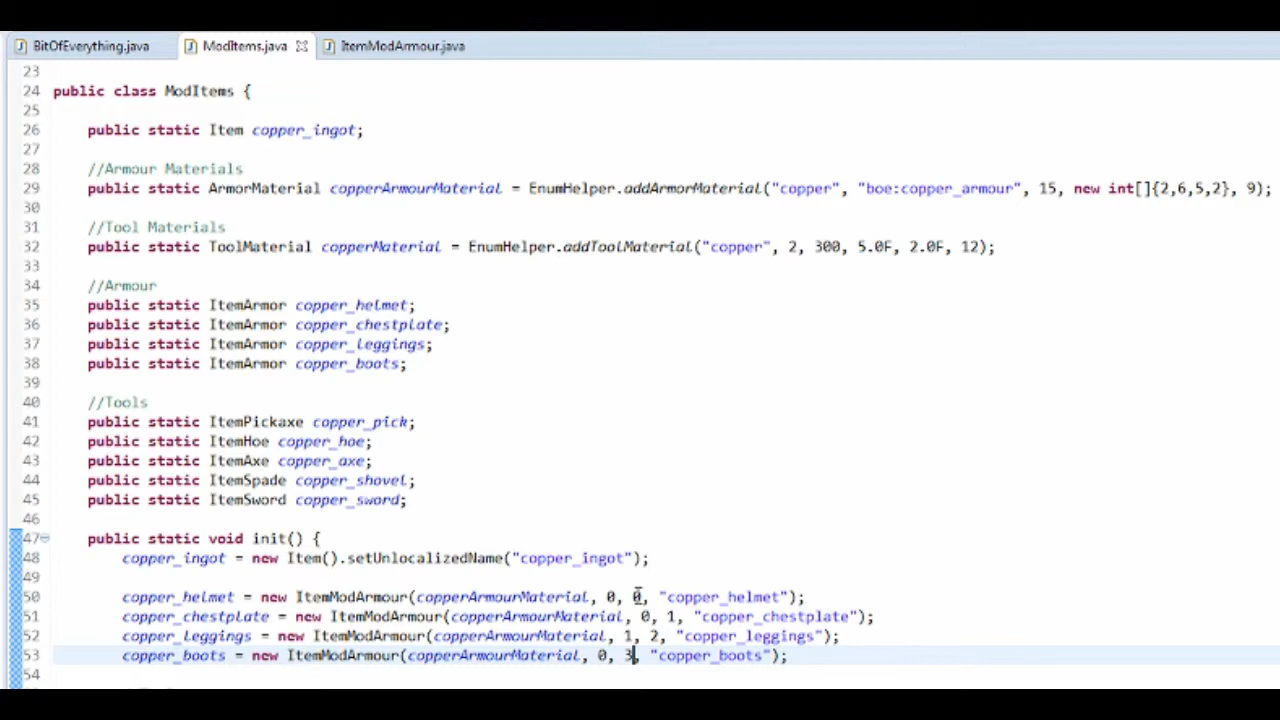 BitOfEverything.java ModItems.java ItemModArmour.java
23
24 public class ModItems {
25
26 public static Item copper_ingot;
27
28 //Armour Materials
29 public static ArmorMaterial copperArmourMaterial = EnumHelper.addArmorMaterial("copper", "boe:copper_armour", 15, new int[]{2,6,5,2}, 9);
30
31 //Tool Materials
32 public static ToolMaterial copperMaterial = EnumHelper.addToolMaterial("copper", 2, 300, 5.0F, 2.0F, 12);
33
34 //Armour
35 public static ItemArmor copper_helmet;
36 public static ItemArmor copper_chestplate;
37 public static ItemArmor copper_leggings;
38 public static ItemArmor copper_boots;
39
40 //Tools
41 public static ItemPickaxe copper_pick;
42 public static ItemHoe copper_hoe;
43 public static ItemAxe copper_axe;
44 public static ItemSpade copper_shovel;
45 public static ItemSword copper_sword;
46
47 public static void init() {
48 copper_ingot = new Item().setUnlocalizedName("copper_ingot");
49
50 copper_helmet = new ItemModArmour(copperArmourMaterial, 0, 0, "copper_helmet");
51 copper_chestplate = new ItemModArmour(copperArmourMaterial, 0, 1, "copper_chestplate");
52 copper_leggings = new ItemModArmour(copperArmourMaterial, 1, 2, "copper_leggings");
53 copper_boots = new ItemModArmour(copperArmourMaterial, 0, 3, "copper_boots");
54